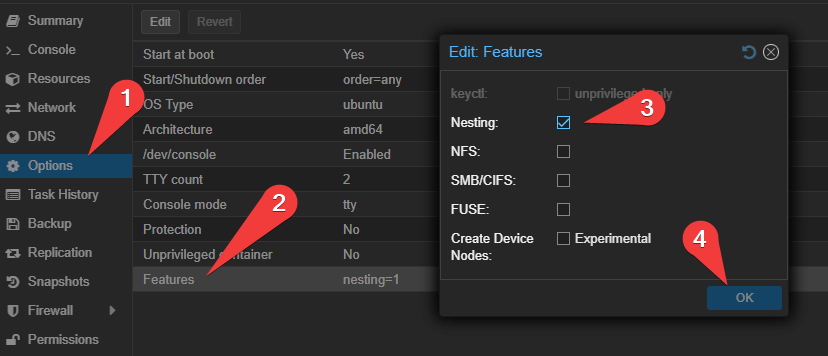 Summary
Console
Resources
Network
DNS
Options
Task History
Backup
Replication
Snapshots
Firewall
Permissions
Edit Revert
Start at boot Yes
Start/Shutdown order order=any
OS Type ubuntu
Architecture amd64
/dev/console Enabled
TTY count 2
Console mode tty
Protection No
Unprivileged No
Features nesting=1
Edit: Features
keyctl:
Nesting:
NFS:
SMB/CIFS:
FUSE:
Create Device Experimental
Nodes:
OK
1
2
3
4